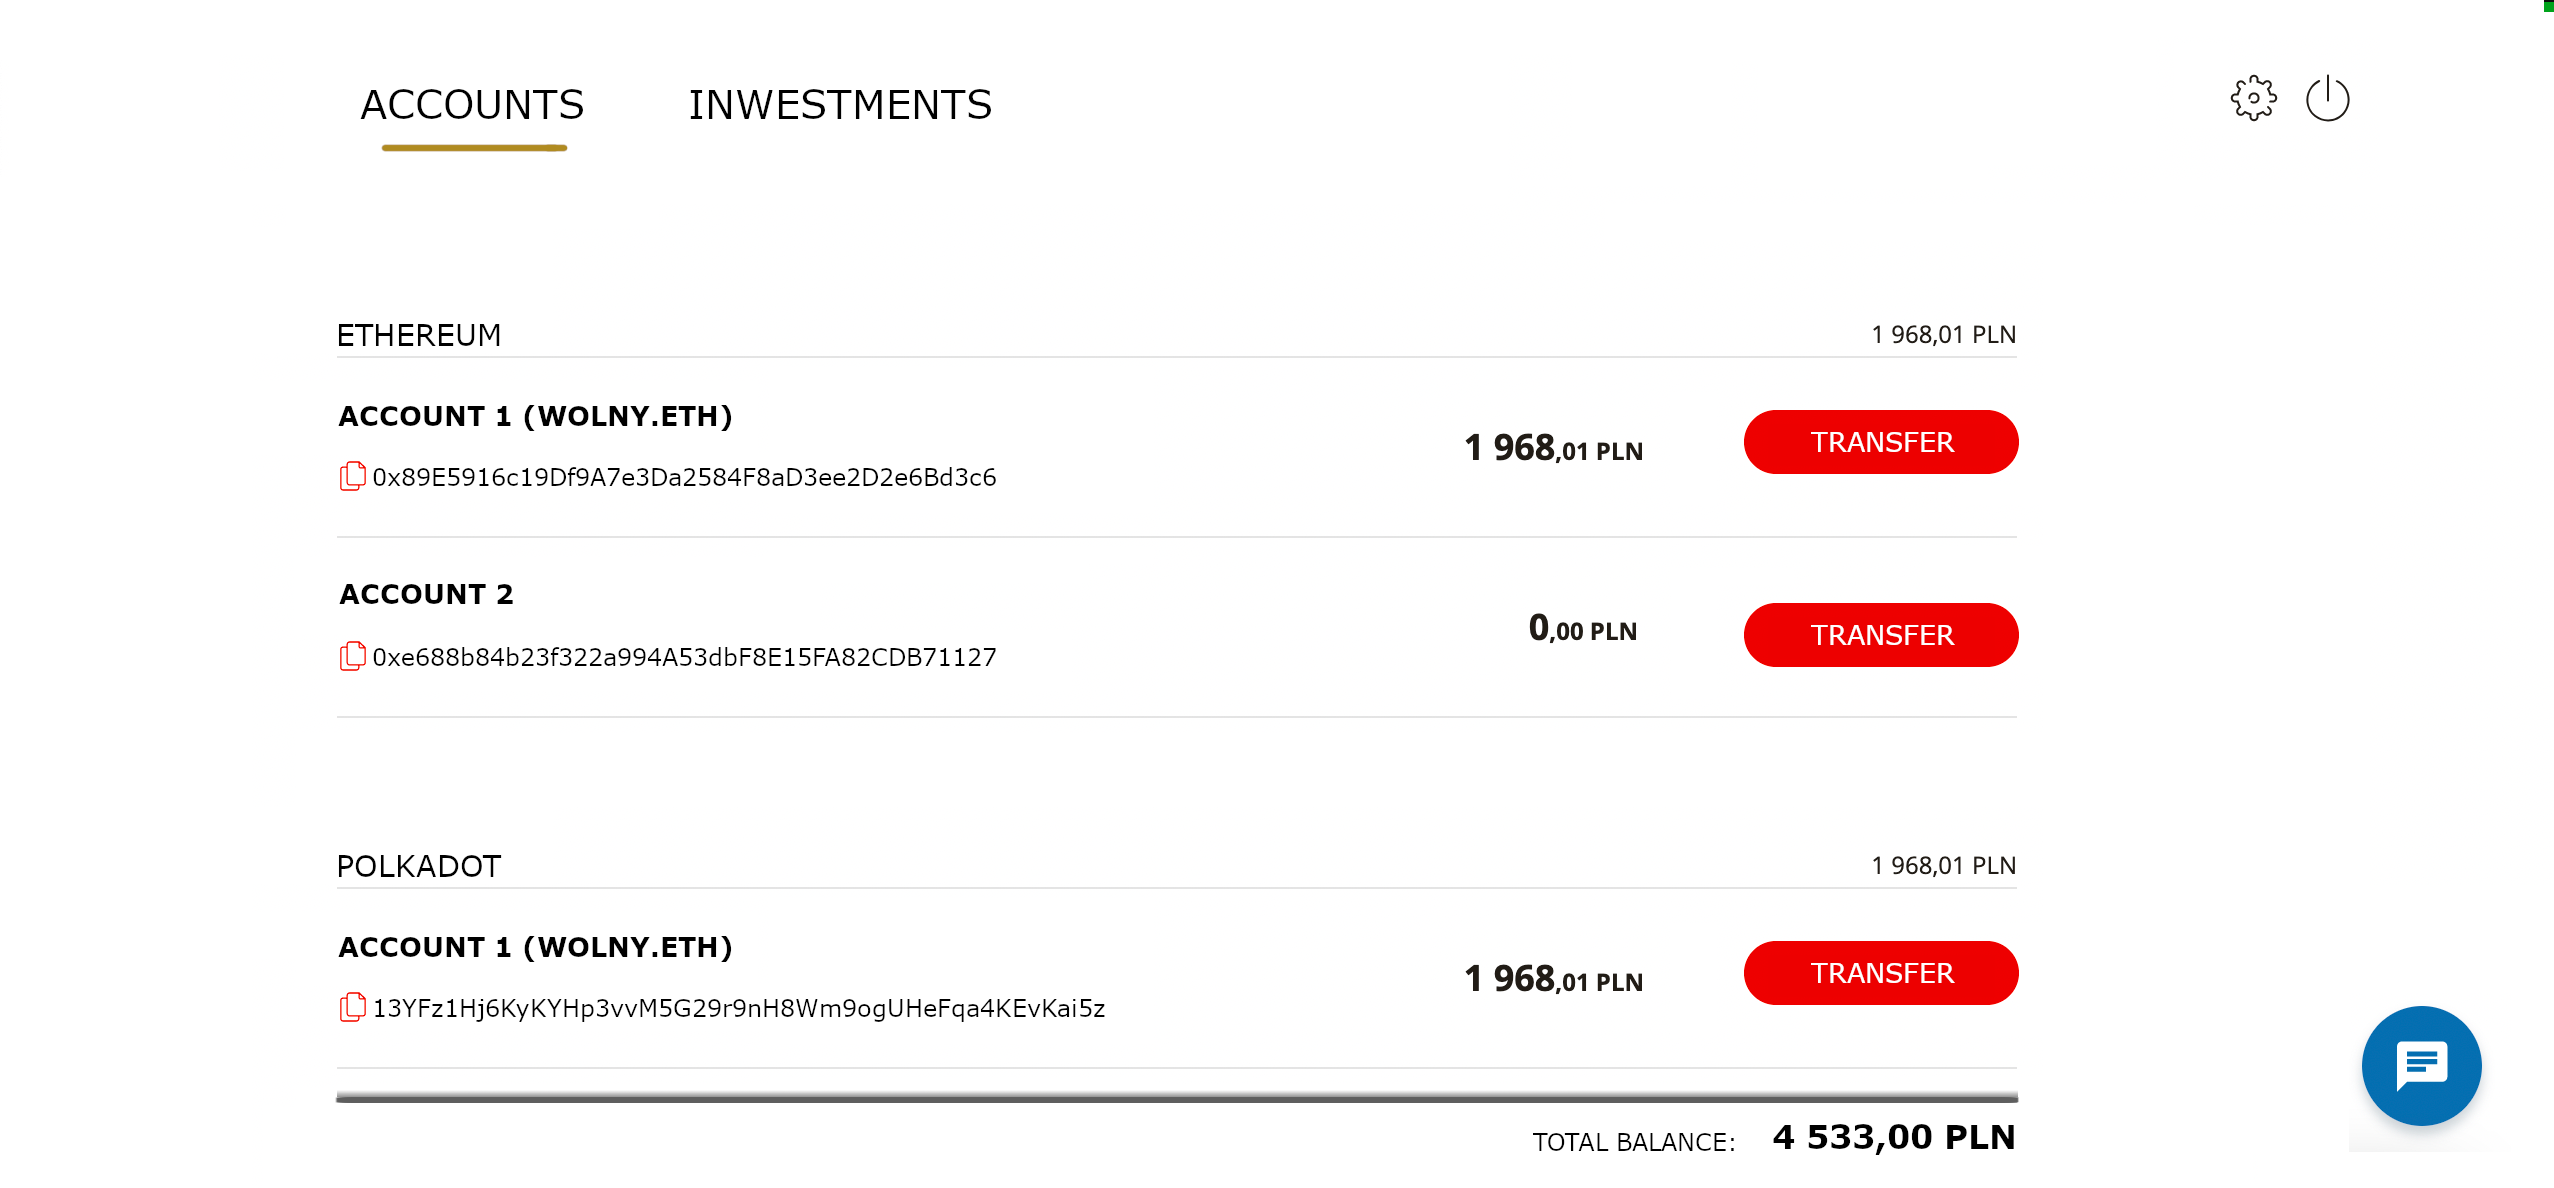 ACCOUNTS INWESTMENTS
ETHEREUM 1 968,01 PLN
ACCOUNT 1 (WOLNY.ETH)
1 968,01 PLN TRANSFER
0x89E5916c19Df9A7e3Da2584F8aD3ee2D2e6Bd3c6
ACCOUNT 2
0,00 PLN TRANSFER
0xe688b84b23f322a994A53dbF8E15FA82CDB71127
POLKADOT 1 968,01 PLN
ACCOUNT 1 (WOLNY.ETH)
1 968,01 PLN TRANSFER
13YFz1Hj6KyKYHp3vvM5G29r9nH8Wm9ogUHeFqa4KEvKai5z
TOTAL BALANCE: 4 533,00 PLN